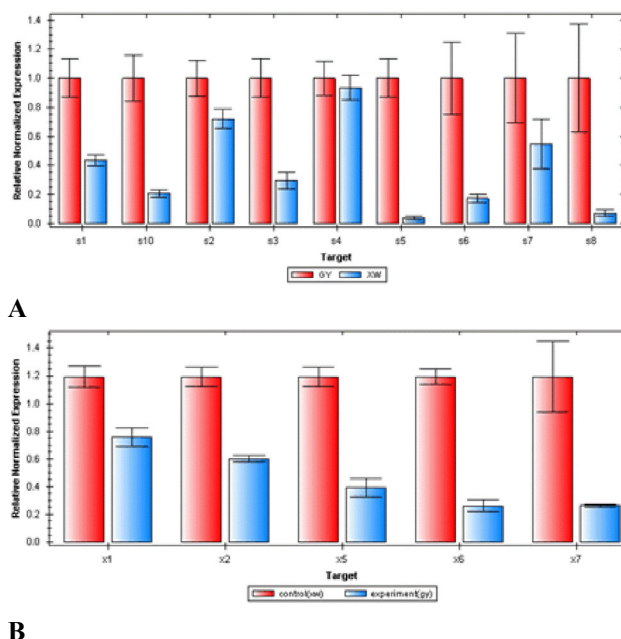 Relative Normalized Expression
1.4
1.2
1.0
0.8
0.6
0.4
0.2
0.0
s1 s10 s2 s3 s4 s5 s6 s7 s8
Target
GY XW
A
Relative Normalized Expression
1.4
1.2
1.0
0.8
0.6
0.4
0.2
0.0
x1 x2 x5 x6 x7
Target
control(xw) experiment(gy)
B